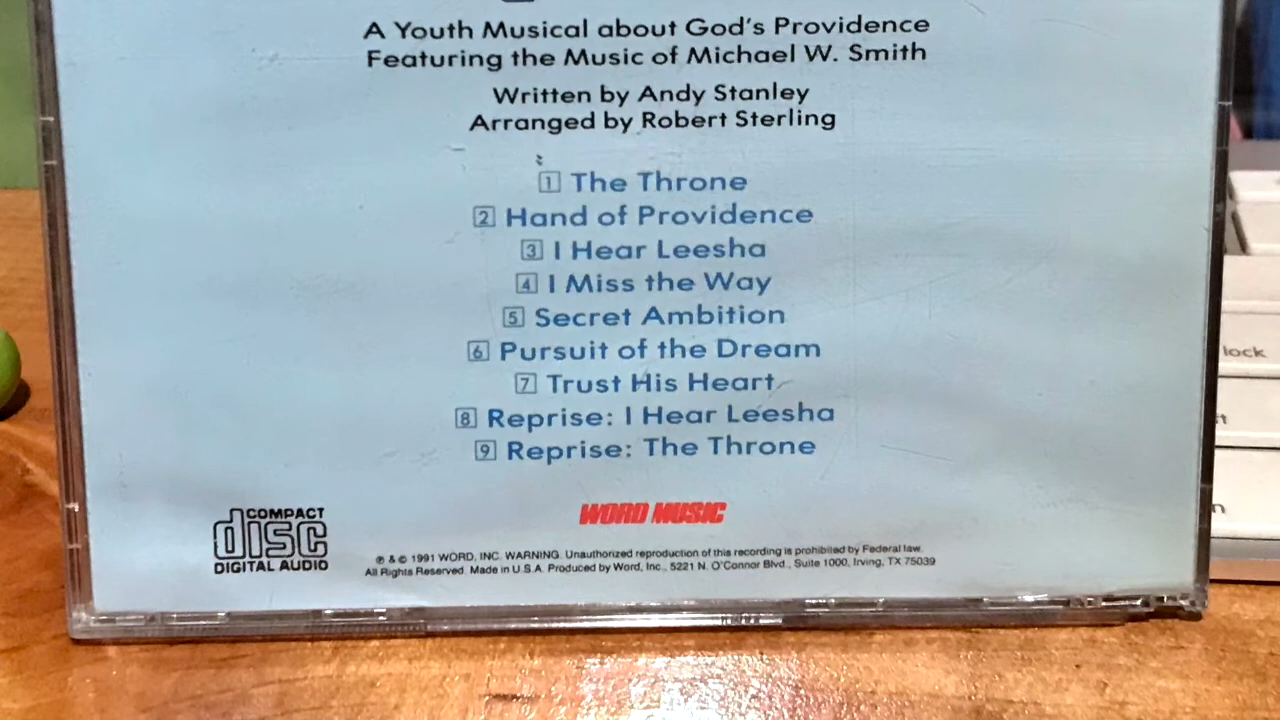 A Youth Musical about God's Providence
Featuring the Music of Michael W. Smith
Written by Andy Stanley
Arranged by Robert Sterling
1 The Throne
2 Hand of Providence
3 I Hear Leesha
4 I Miss the Way
5 Secret Ambition
6 Pursuit of the Dream
7 Trust His Heart
8 Reprise: I Hear Leesha
9 Reprise: The Throne
COMPACT
disc
DIGITAL AUDIO
WORD MUSIC
℗ & © 1991 WORD, INC. WARNING: Unauthorized reproduction of this recording is prohibited by Federal law.
All Rights Reserved. Made in U.S.A. Produced by Word, Inc., 5221 N. O'Connor Blvd., Suite 1000, Irving, TX 75039
lock